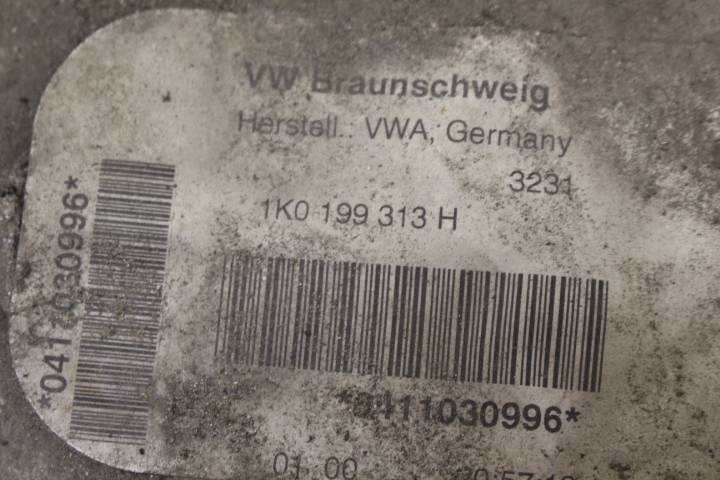 VW Braunschweig
Herstell.: VWA, Germany
3231
1K0 199 313 H
*0411030996*
*0411030996*
01 00